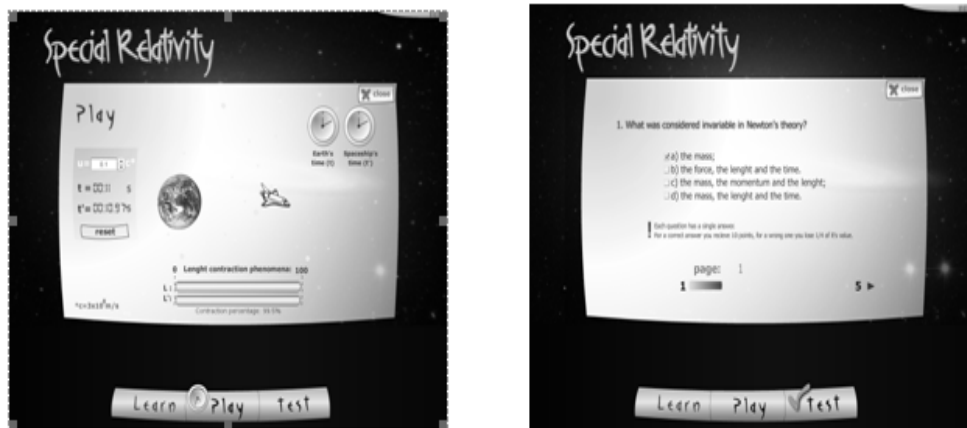 Special Relativity
close
Play
Earth's
time (t)
Spaceship's
time (t')
t = 00:11 s
t'= 00:10.97s
reset
0 Lenght contraction phenomena: 100
L :
L':
*c=3x10⁸m/s
Contraction percentage: 99.5%
Learn Play Test
Special Relativity
close
1. What was considered invariable in Newton's theory?
a) the mass;
b) the force, the lenght and the time.
c) the mass, the momentum and the lenght;
d) the mass, the lenght and the time.
! Each question has a single answer.
For a correct answer you recieve 10 points, for a wrong one you lose 1/4 of it's value.
page: 1
1 5
Learn Play Test